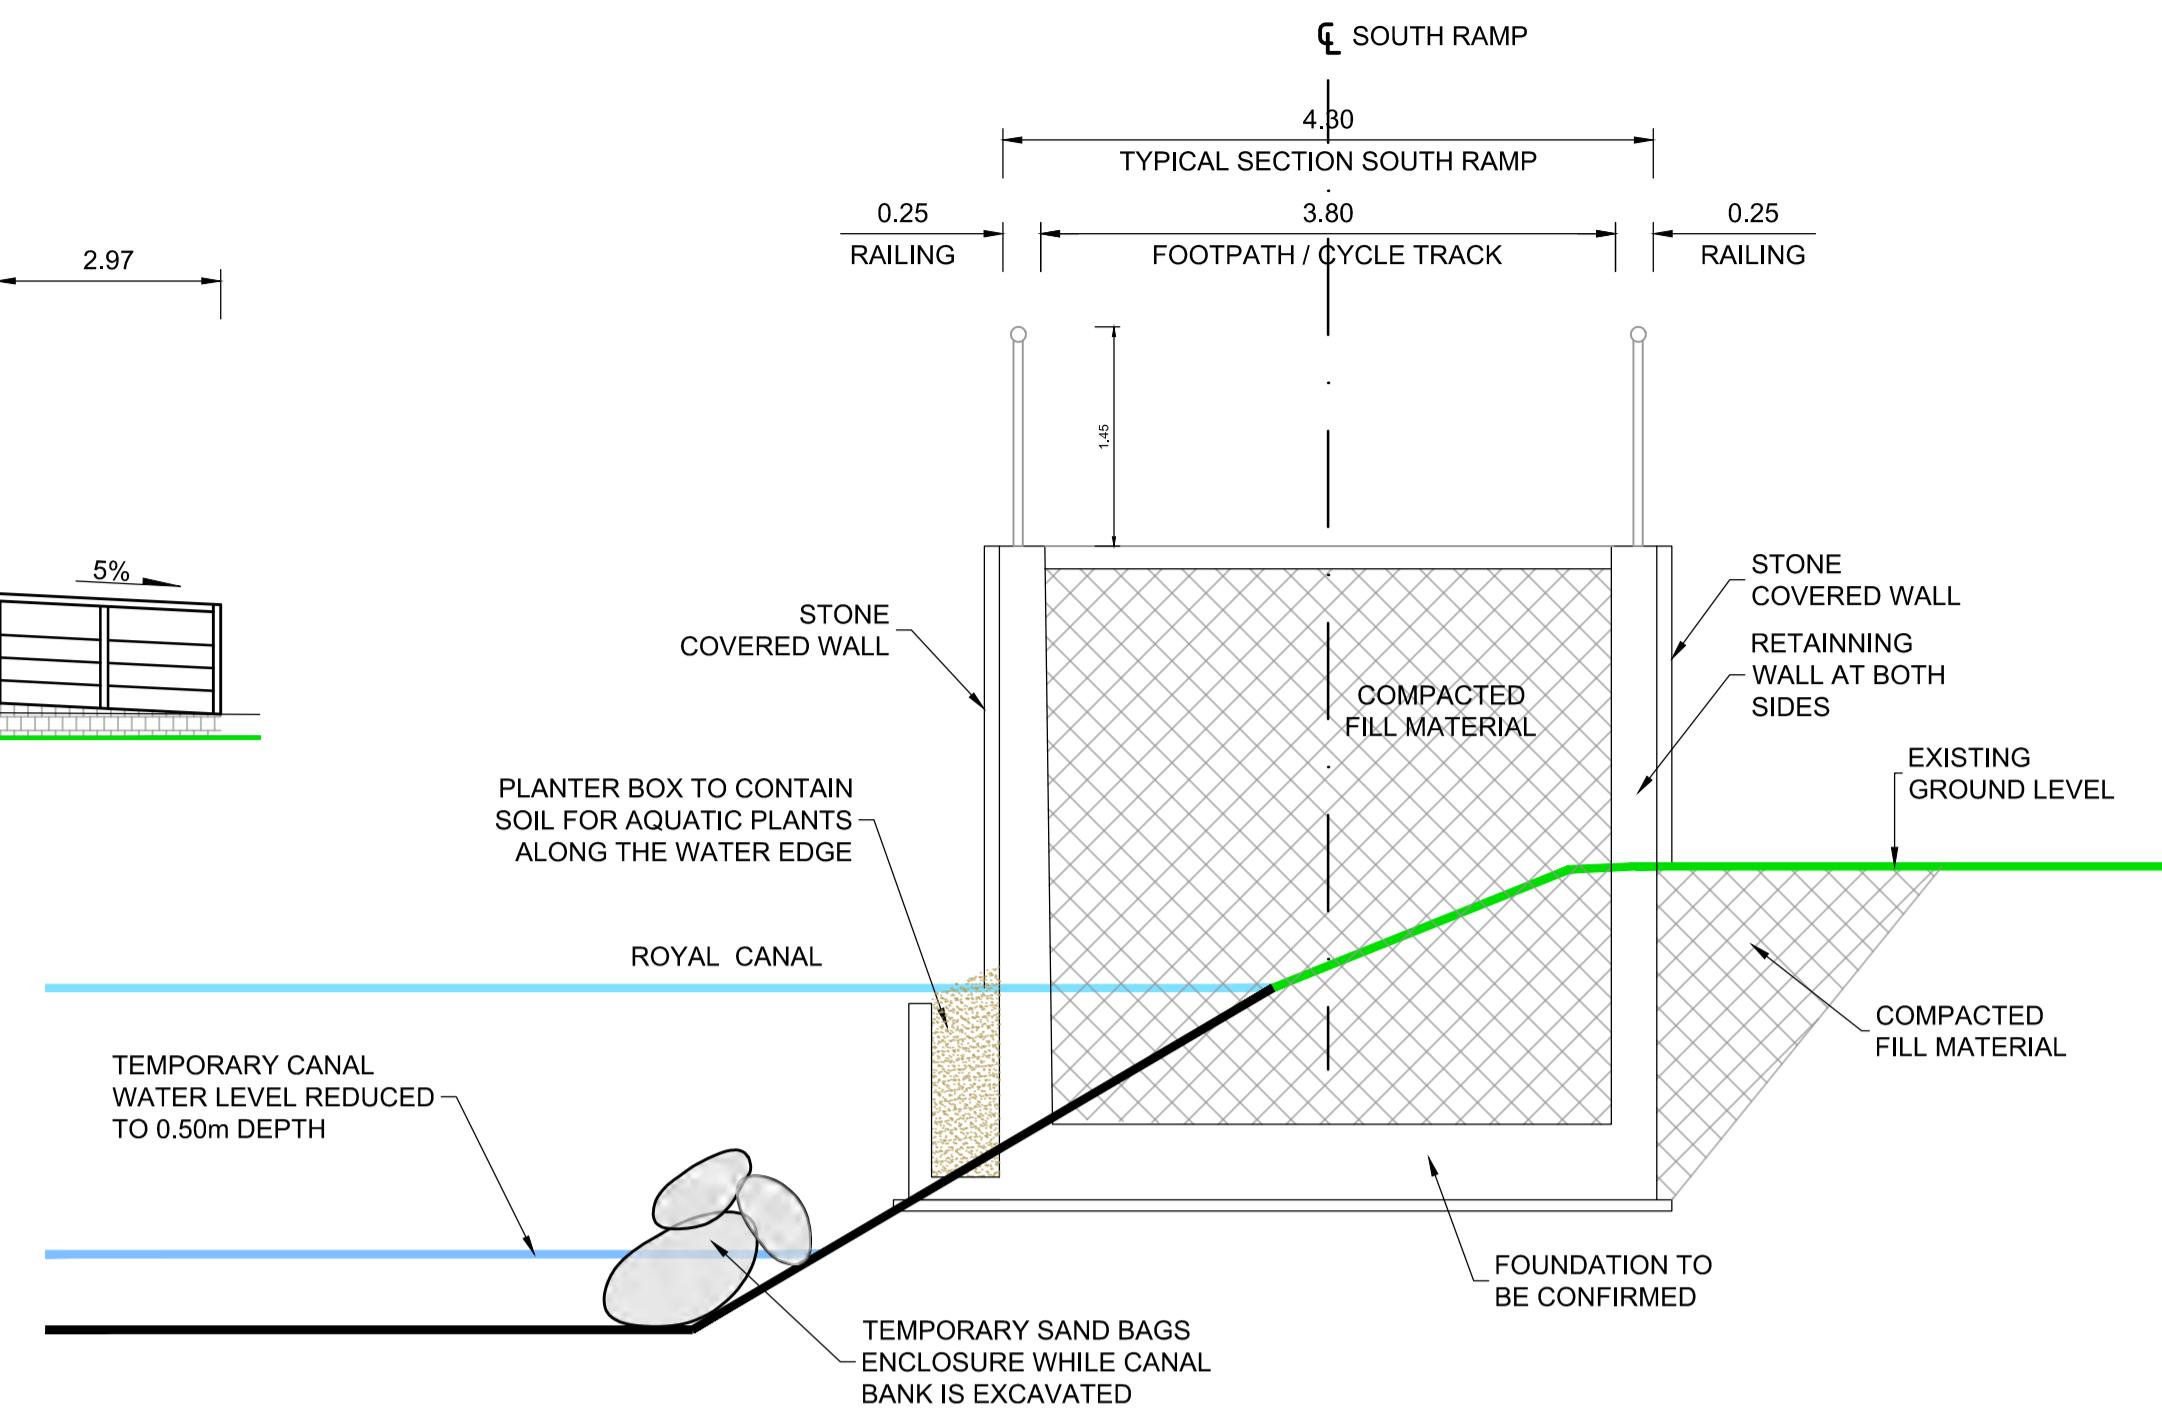 ℄ SOUTH RAMP
4.30
TYPICAL SECTION SOUTH RAMP
0.25
RAILING
3.80
FOOTPATH / CYCLE TRACK
0.25
RAILING
2.97
1.45
5%
STONE
COVERED WALL
STONE
COVERED WALL
RETAINNING
WALL AT BOTH
SIDES
COMPACTED
FILL MATERIAL
EXISTING
GROUND LEVEL
PLANTER BOX TO CONTAIN
SOIL FOR AQUATIC PLANTS
ALONG THE WATER EDGE
ROYAL CANAL
COMPACTED
FILL MATERIAL
TEMPORARY CANAL
WATER LEVEL REDUCED
TO 0.50m DEPTH
FOUNDATION TO
BE CONFIRMED
TEMPORARY SAND BAGS
ENCLOSURE WHILE CANAL
BANK IS EXCAVATED